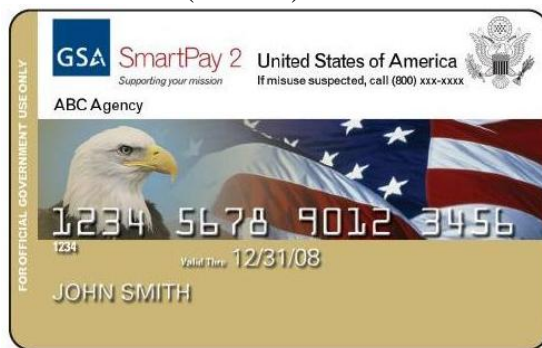 FOR OFFICIAL GOVERNMENT USE ONLY
GSA SmartPay 2
Supporting your mission
United States of America
If misuse suspected, call (800) xxx-xxxx
ABC Agency
1234 5678 9012 3456
1234
Valid Thru 12/31/08
JOHN SMITH